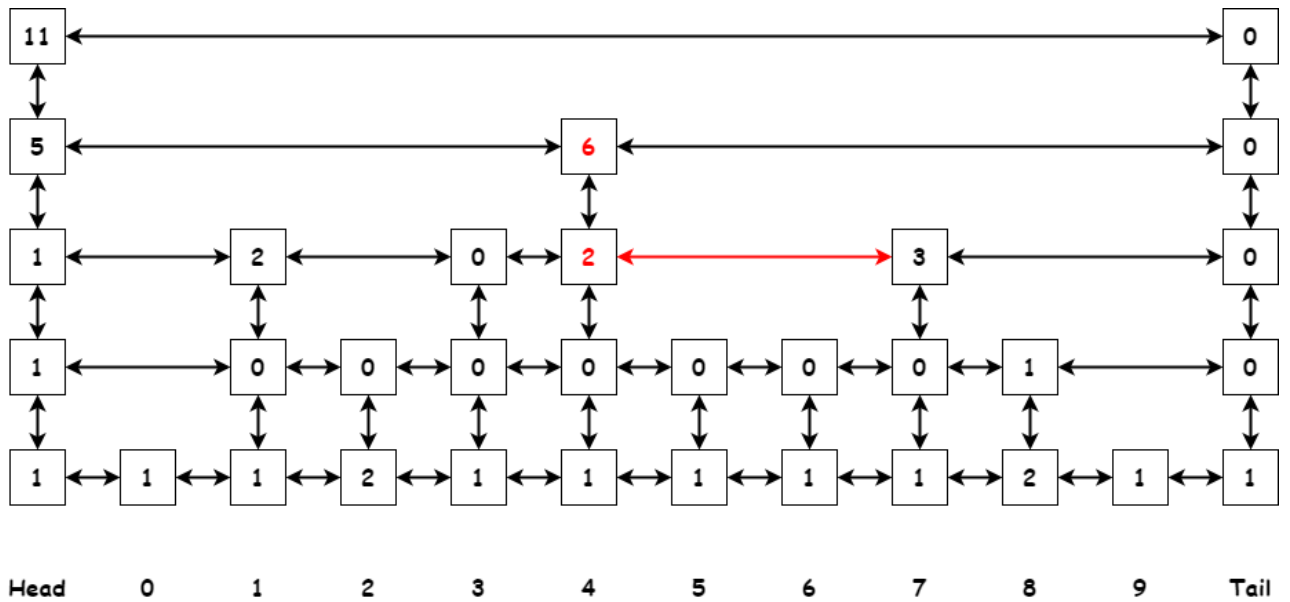 11 0
5 6 0
1 2 0 2 3 0
1 0 0 0 0 0 0 0 1 0
1 1 1 2 1 1 1 1 1 2 1 1
Head 0 1 2 3 4 5 6 7 8 9 Tail